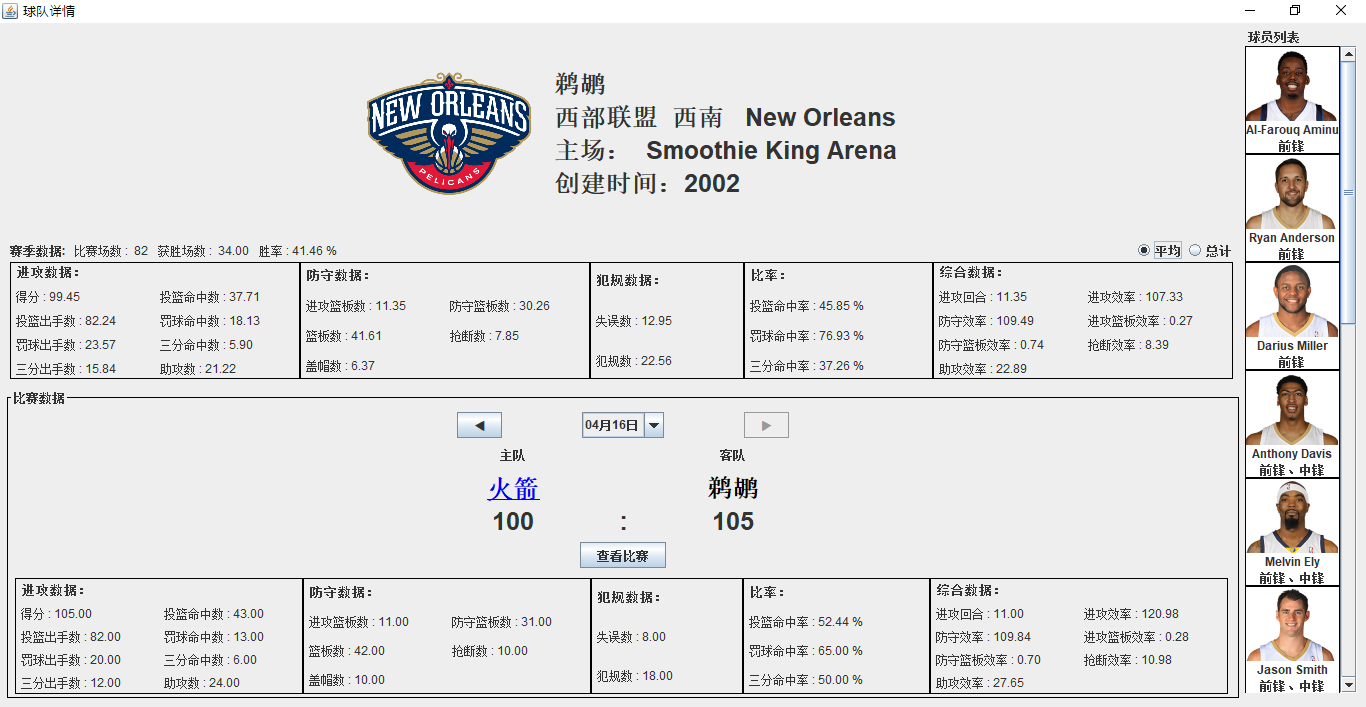 球队详情
NEW ORLEANS
PELICANS
鹈鹕
西部联盟 西南 New Orleans
主场： Smoothie King Arena
创建时间：2002
赛季数据: 比赛场数 : 82 获胜场数 : 34.00 胜率 : 41.46 %
平均 总计
进攻数据：
得分 : 99.45 投篮命中数 : 37.71
投篮出手数 : 82.24 罚球命中数 : 18.13
罚球出手数 : 23.57 三分命中数 : 5.90
三分出手数 : 15.84 助攻数 : 21.22
防守数据：
进攻篮板数 : 11.35 防守篮板数 : 30.26
篮板数 : 41.61 抢断数 : 7.85
盖帽数 : 6.37
犯规数据：
失误数 : 12.95
犯规数 : 22.56
比率：
投篮命中率 : 45.85 %
罚球命中率 : 76.93 %
三分命中率 : 37.26 %
综合数据：
进攻回合 : 11.35 进攻效率 : 107.33
防守效率 : 109.49 进攻篮板效率 : 0.27
防守篮板效率 : 0.74 抢断效率 : 8.39
助攻效率 : 22.89
比赛数据
04月16日
主队 客队
火箭 鹈鹕
100 : 105
查看比赛
进攻数据：
得分 : 105.00 投篮命中数 : 43.00
投篮出手数 : 82.00 罚球命中数 : 13.00
罚球出手数 : 20.00 三分命中数 : 6.00
三分出手数 : 12.00 助攻数 : 24.00
防守数据：
进攻篮板数 : 11.00 防守篮板数 : 31.00
篮板数 : 42.00 抢断数 : 10.00
盖帽数 : 10.00
犯规数据：
失误数 : 8.00
犯规数 : 18.00
比率：
投篮命中率 : 52.44 %
罚球命中率 : 65.00 %
三分命中率 : 50.00 %
综合数据：
进攻回合 : 11.00 进攻效率 : 120.98
防守效率 : 109.84 进攻篮板效率 : 0.28
防守篮板效率 : 0.70 抢断效率 : 10.98
助攻效率 : 27.65
球员列表
Al-Farouq Aminu
前锋
Ryan Anderson
前锋
Darius Miller
前锋
Anthony Davis
前锋、中锋
Melvin Ely
前锋、中锋
Jason Smith
前锋、中锋